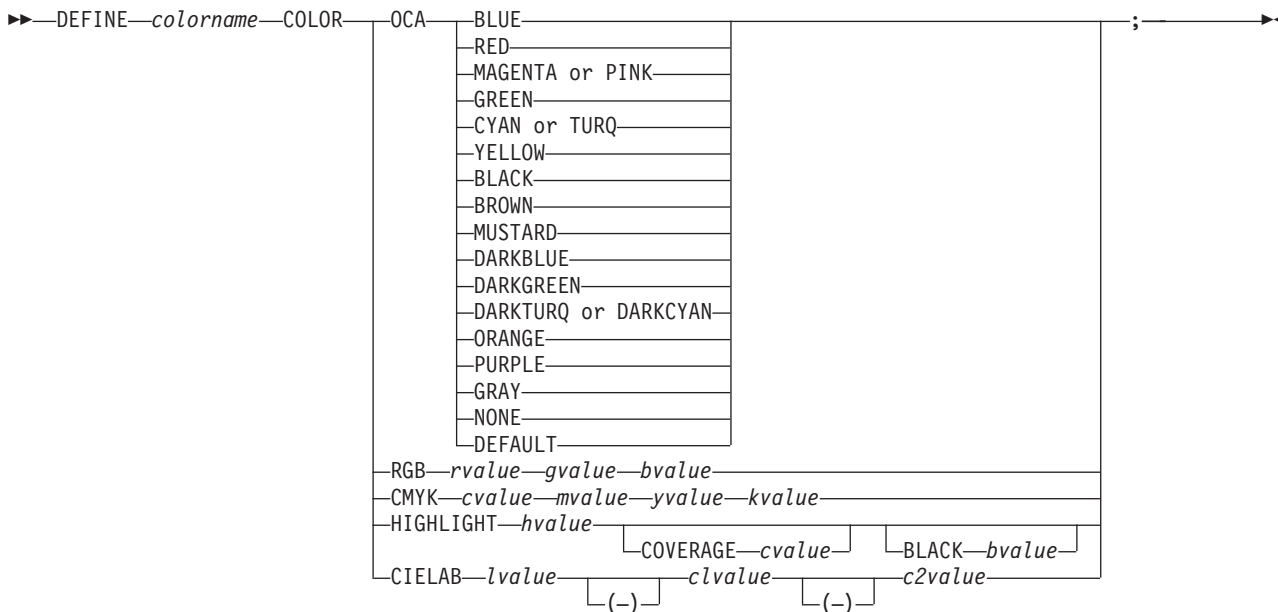 DEFINE colorname COLOR OCA BLUE ;
RED
MAGENTA or PINK
GREEN
CYAN or TURQ
YELLOW
BLACK
BROWN
MUSTARD
DARKBLUE
DARKGREEN
DARKTURQ or DARKCYAN
ORANGE
PURPLE
GRAY
NONE
DEFAULT
RGB rvalue gvalue bvalue
CMYK cvalue mvalue yvalue kvalue
HIGHLIGHT hvalue
COVERAGE cvalue BLACK bvalue
CIELAB lvalue clvalue c2value
(–) (–)